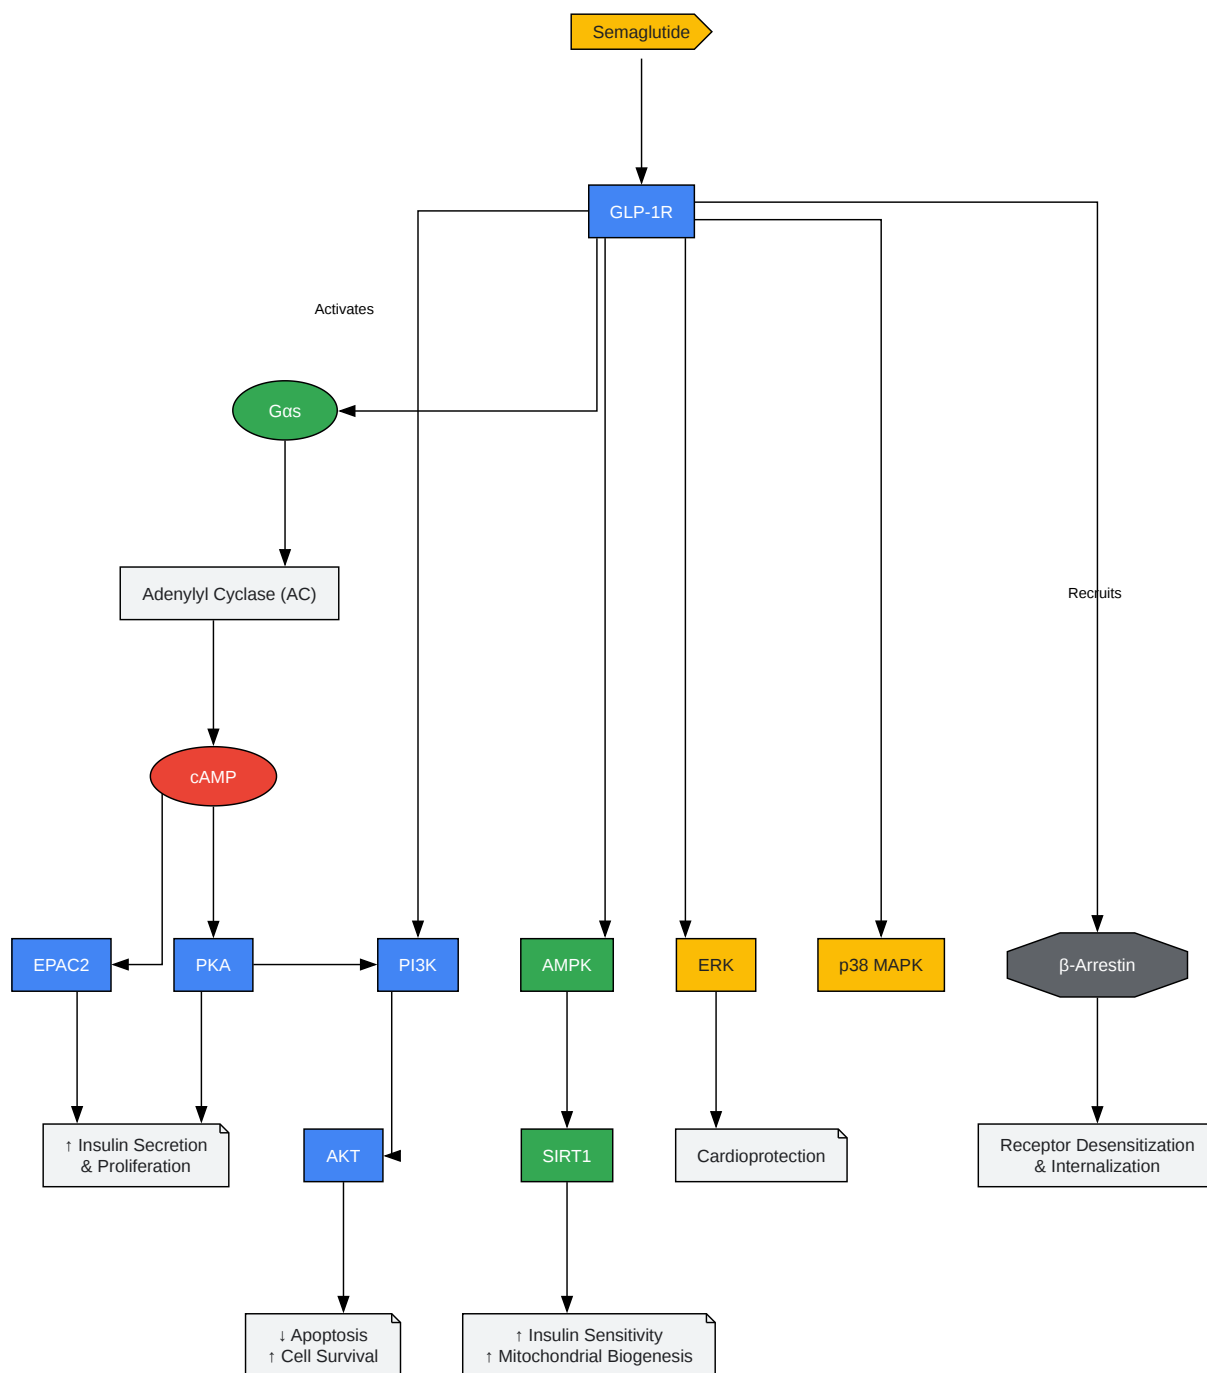 Semaglutide
GLP-1R
Activates
Gαs
Adenylyl Cyclase (AC)
Recruits
cAMP
EPAC2
PKA
PI3K
AMPK
ERK
p38 MAPK
β-Arrestin
↑ Insulin Secretion
& Proliferation
AKT
SIRT1
Cardioprotection
Receptor Desensitization
& Internalization
↓ Apoptosis
↑ Cell Survival
↑ Insulin Sensitivity
↑ Mitochondrial Biogenesis